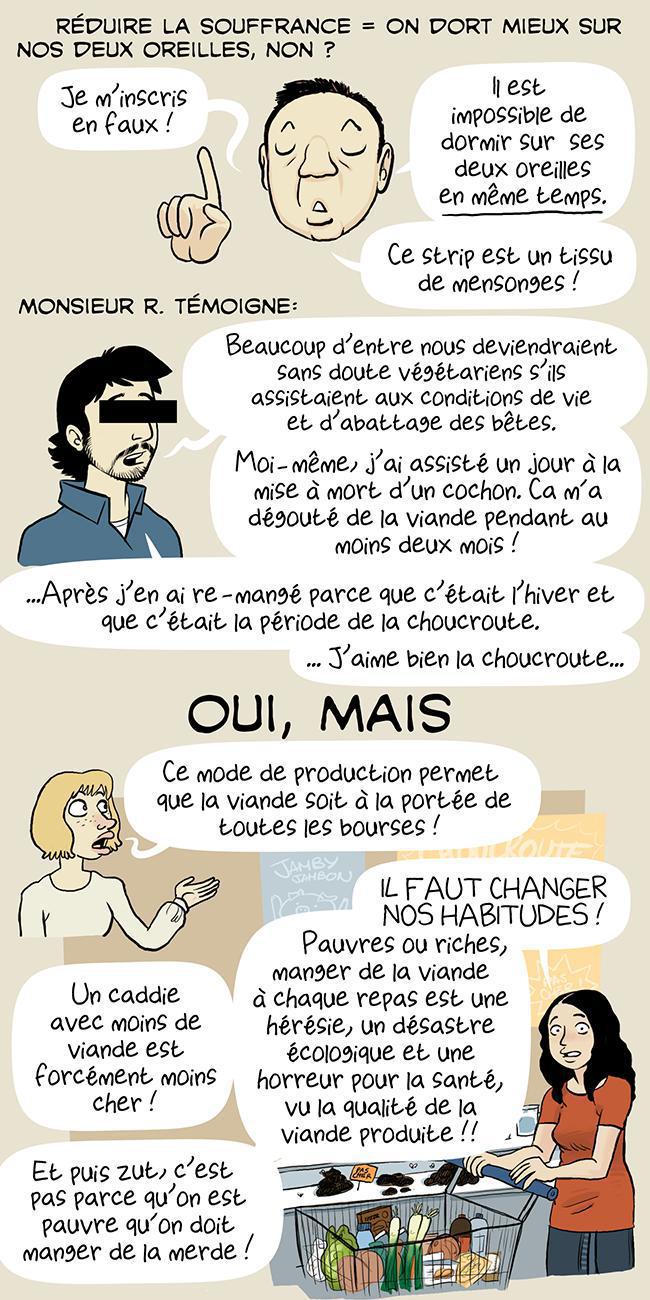 RÉDUIRE LA SOUFFRANCE = ON DORT MIEUX SUR
NOS DEUX OREILLES, NON ?
Je m'inscris
en faux !
Il est
impossible de
dormir sur ses
deux oreilles
en même temps.
Ce strip est un tissu
de mensonges !
MONSIEUR R. TÉMOIGNE:
Beaucoup d'entre nous deviendraient
sans doute végétariens s'ils
assistaient aux conditions de vie
et d'abattage des bêtes.
Moi-même, j'ai assisté un jour à la
mise à mort d'un cochon. Ca m'a
dégouté de la viande pendant au
moins deux mois !
...Après j'en ai re-mangé parce que c'était l'hiver et
que c'était la période de la choucroute.
... J'aime bien la choucroute...
OUI, MAIS
Ce mode de production permet
que la viande soit à la portée de
toutes les bourses !
JAMBY
JAMBON
IL FAUT CHANGER
NOS HABITUDES !
Pauvres ou riches,
manger de la viande
à chaque repas est une
hérésie, un désastre
écologique et une
horreur pour la santé,
vu la qualité de la
viande produite !!
PAS
CHER
Un caddie
avec moins de
viande est
forcément moins
cher !
Et puis zut, c'est
pas parce qu'on est
pauvre qu'on doit
manger de la merde !
PAS
CHER